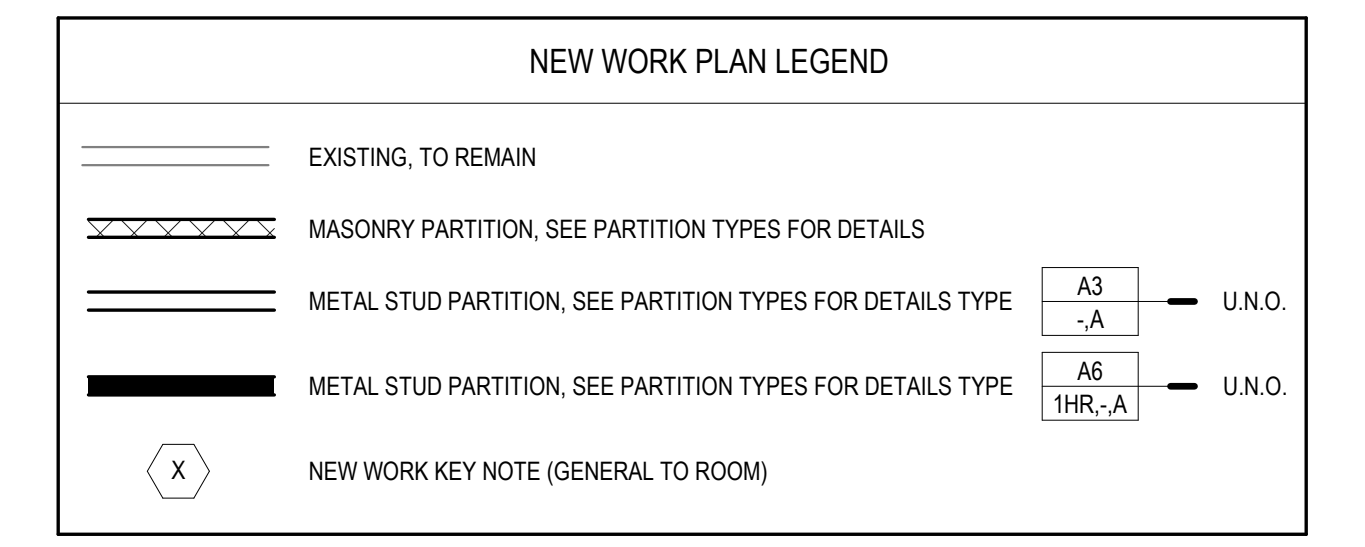 NEW WORK PLAN LEGEND
EXISTING, TO REMAIN
MASONRY PARTITION, SEE PARTITION TYPES FOR DETAILS
METAL STUD PARTITION, SEE PARTITION TYPES FOR DETAILS TYPE
A3
-,A
U.N.O.
METAL STUD PARTITION, SEE PARTITION TYPES FOR DETAILS TYPE
A6
1HR,-,A
U.N.O.
X
NEW WORK KEY NOTE (GENERAL TO ROOM)